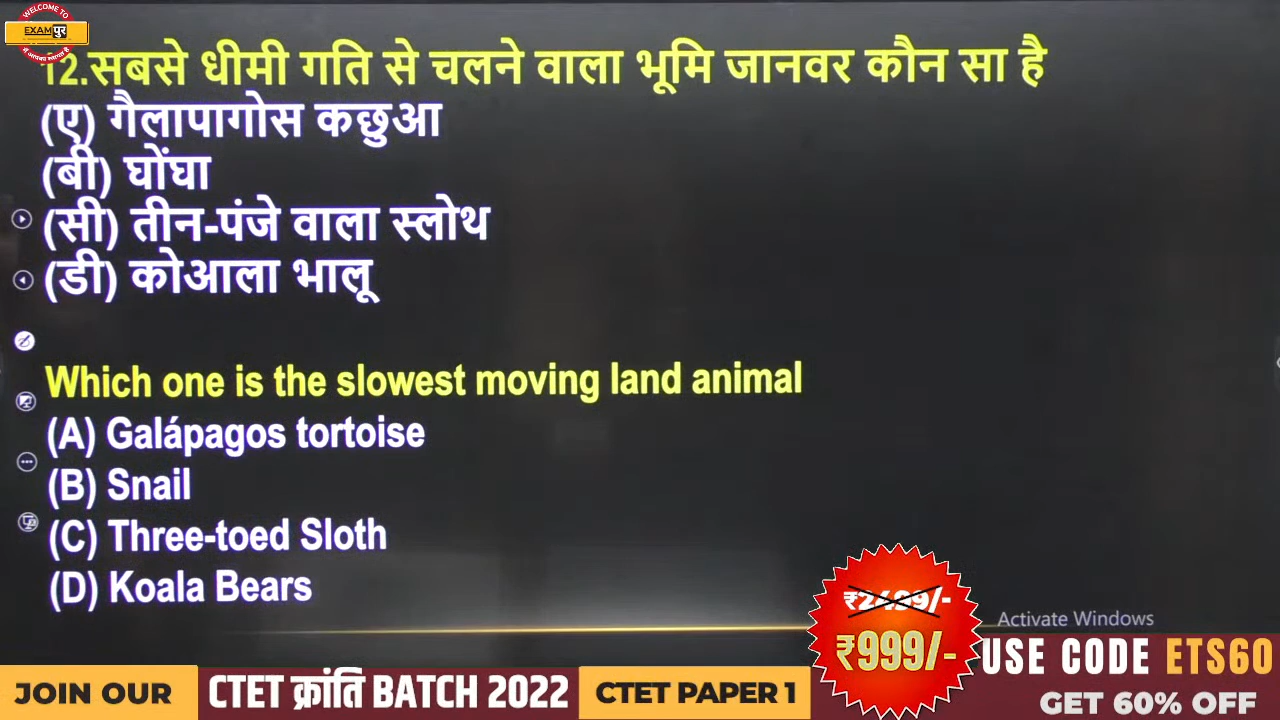 WELCOME TO
EXAMपुर
12.सबसे धीमी गति से चलने वाला भूमि जानवर कौन सा है
(ए) गैलापागोस कछुआ
(बी) घोंघा
(सी) तीन-पंजे वाला स्लोथ
(डी) कोआला भालू
Which one is the slowest moving land animal
(A) Galápagos tortoise
(B) Snail
(C) Three-toed Sloth
(D) Koala Bears
Activate Windows
₹2499/-
₹999/-
USE CODE ETS60
GET 60% OFF
JOIN OUR
CTET क्रांति BATCH 2022
CTET PAPER 1